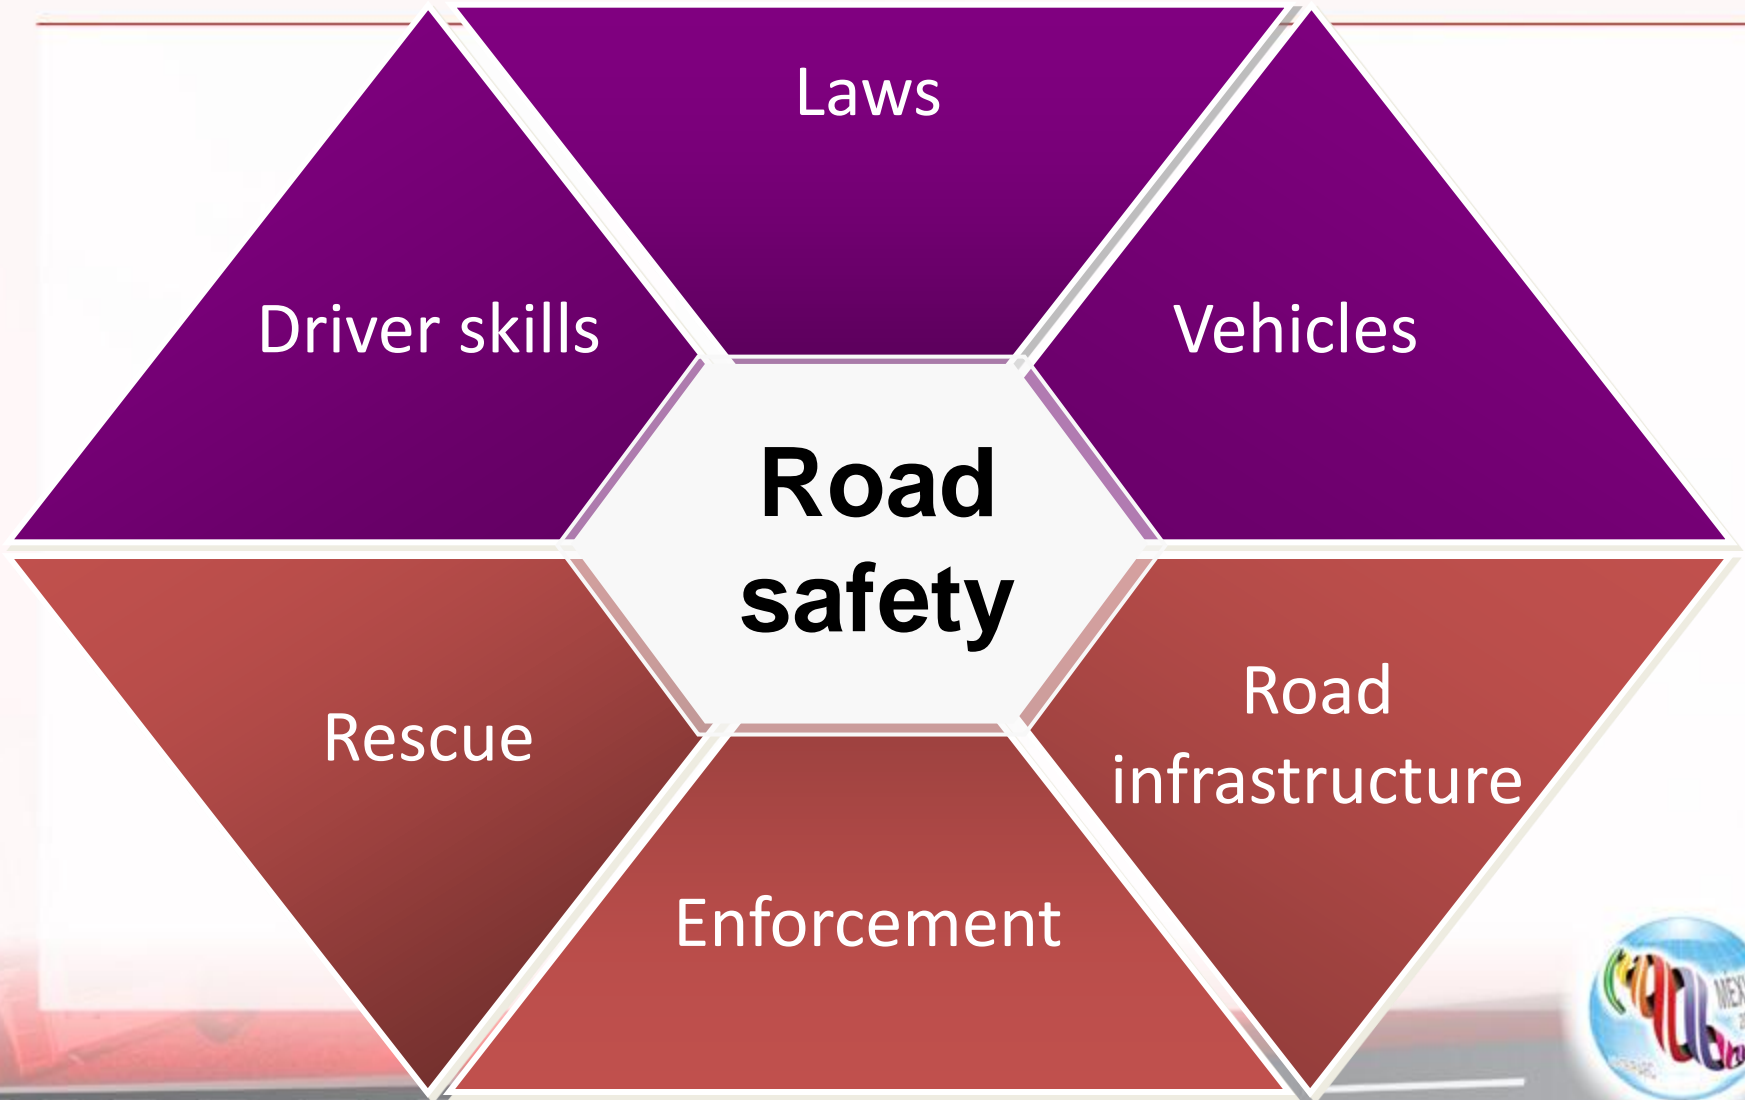 Laws
Driver skills
Vehicles
Road
safety
Rescue
Road
infrastructure
Enforcement